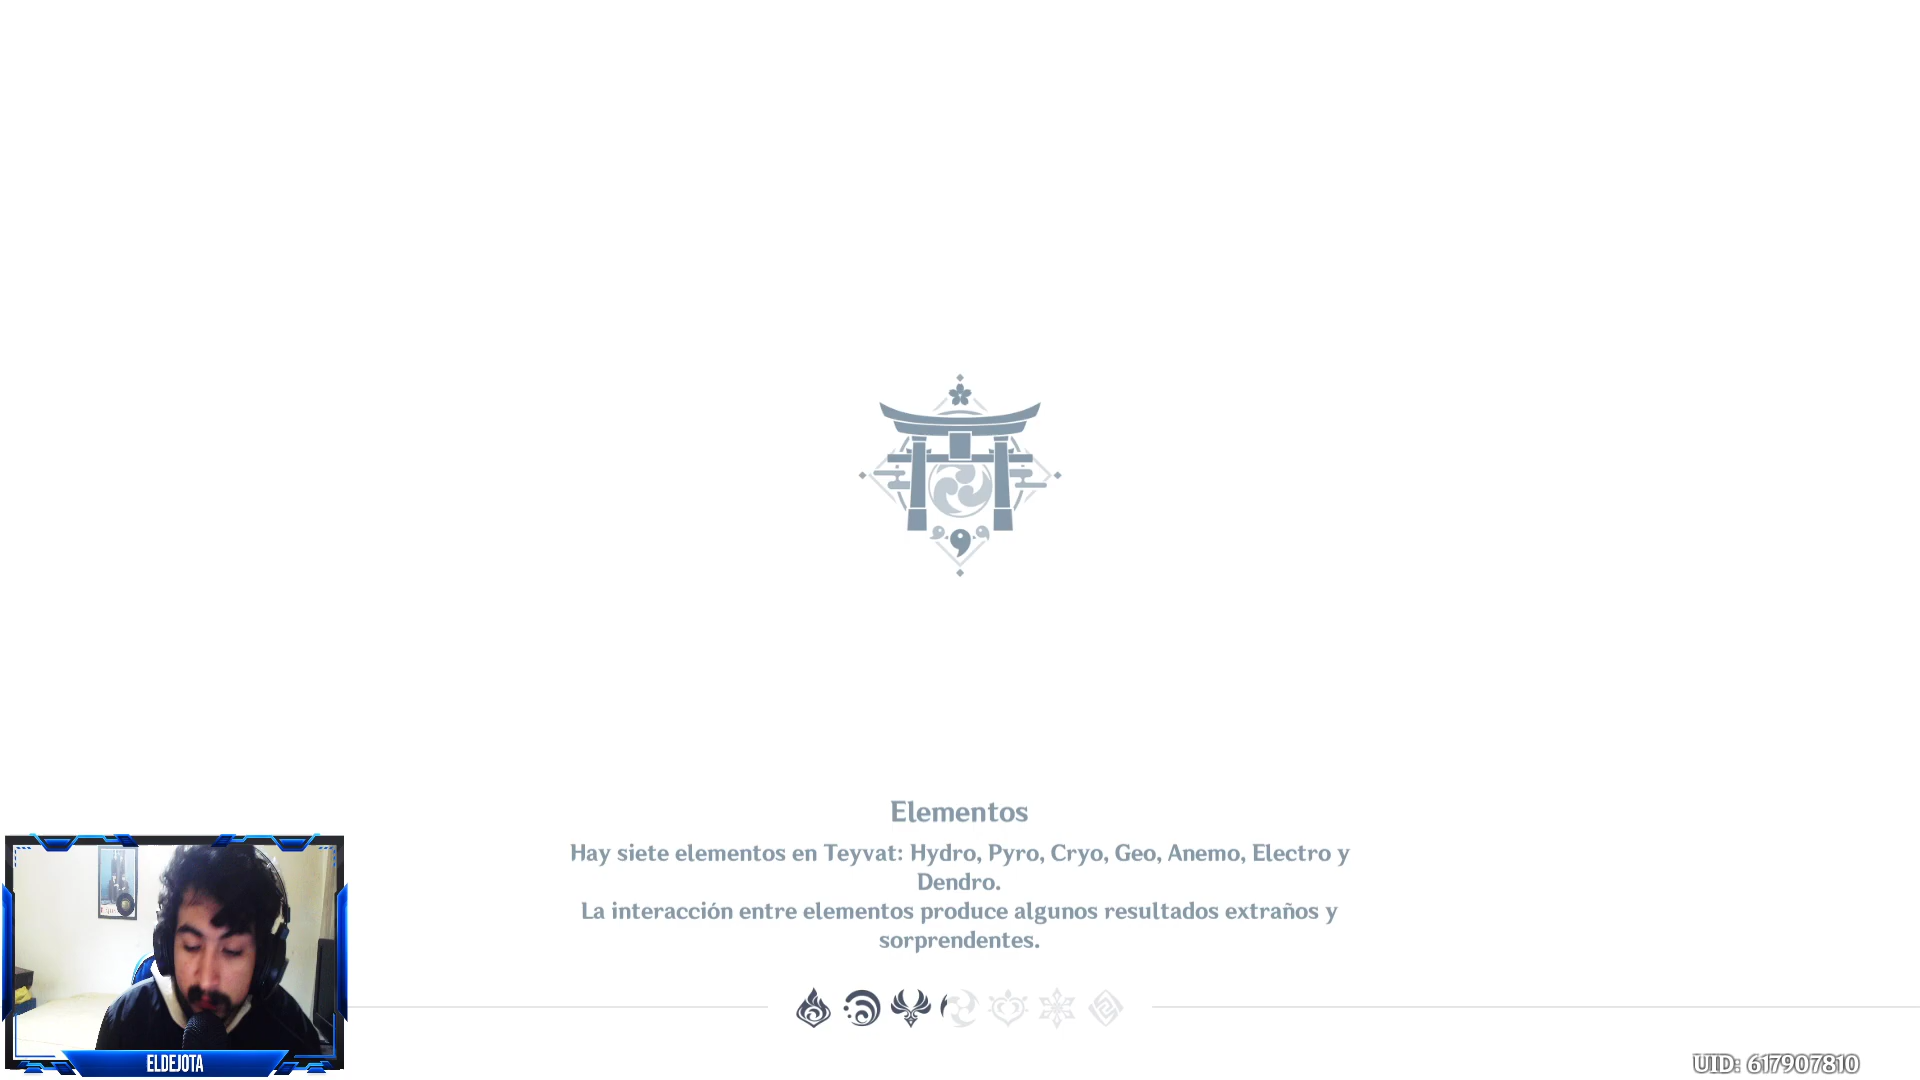 Elementos
Hay siete elementos en Teyvat: Hydro, Pyro, Cryo, Geo, Anemo, Electro y
Dendro.
La interacción entre elementos produce algunos resultados extraños y
sorprendentes.
ELDEJOTA
UID: 617907810